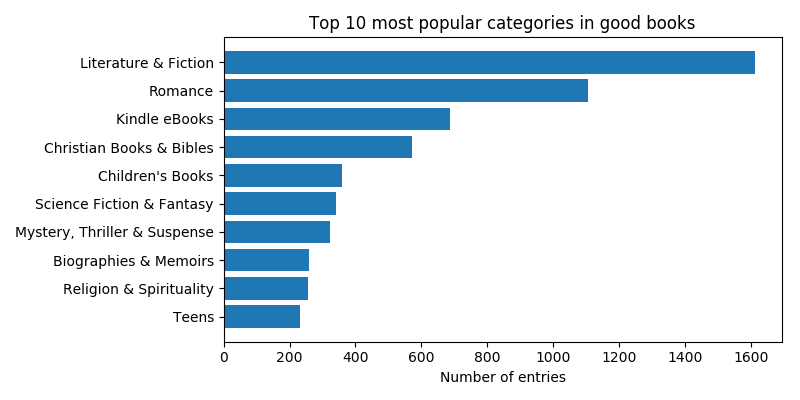 Top 10 most popular categories in good books
Literature & Fiction
Romance
Kindle eBooks
Christian Books & Bibles
Children's Books
Science Fiction & Fantasy
Mystery, Thriller & Suspense
Biographies & Memoirs
Religion & Spirituality
Teens
0 200 400 600 800 1000 1200 1400 1600
Number of entries